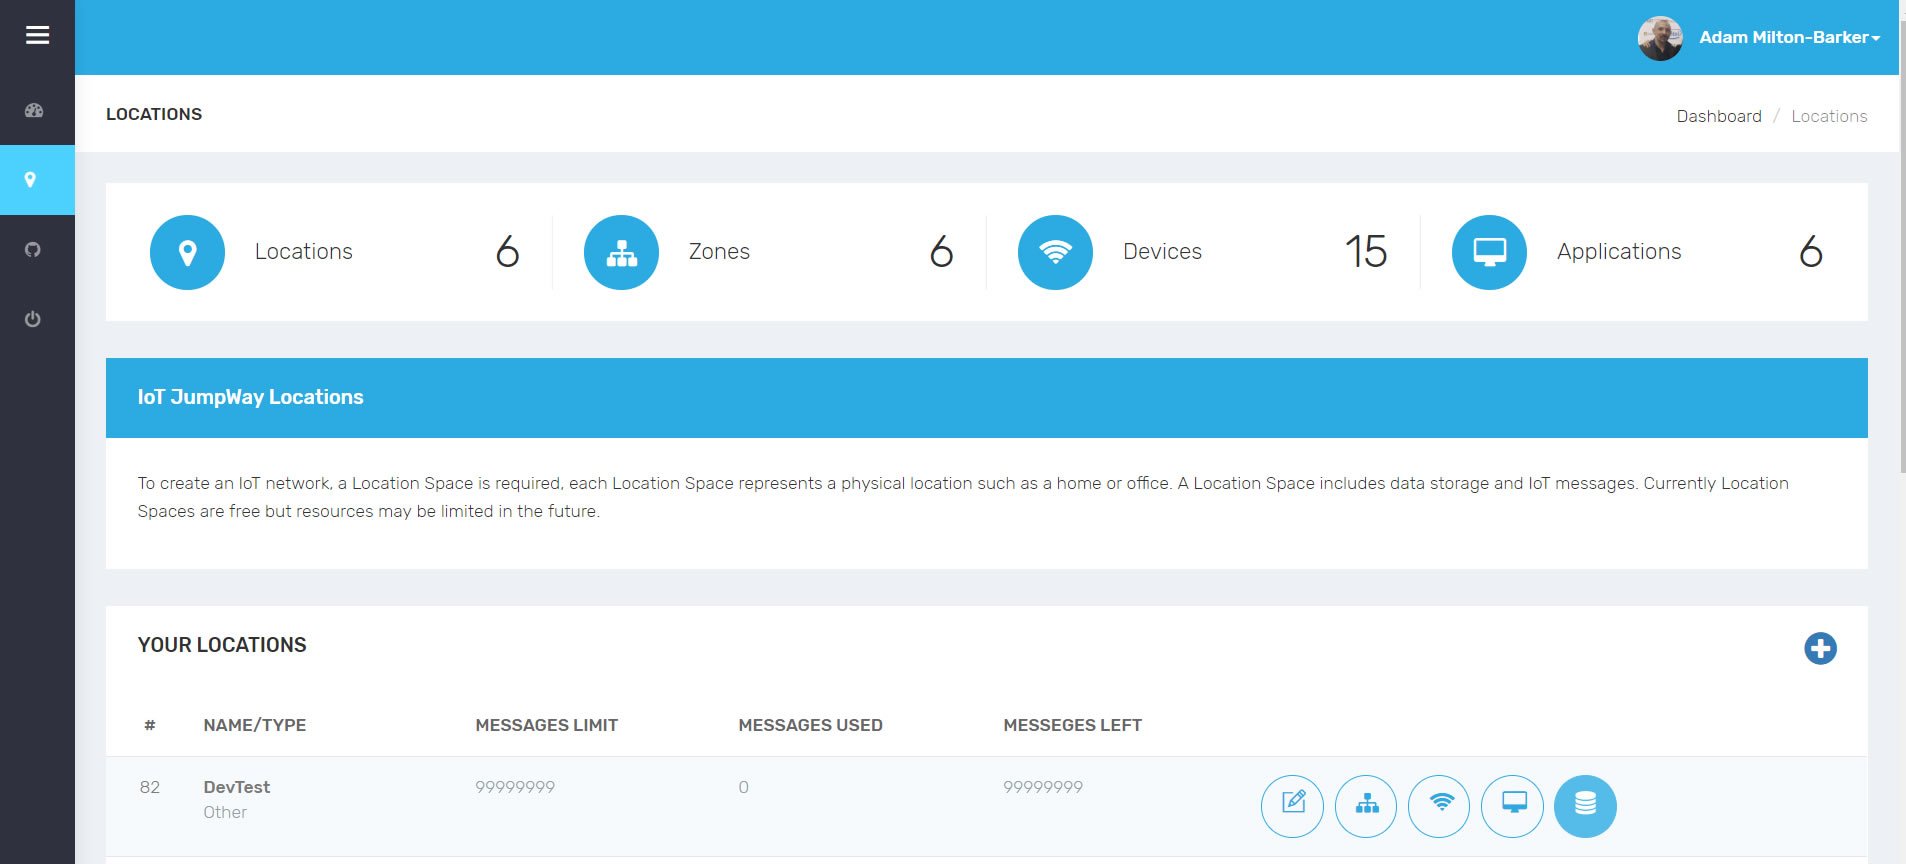 Adam Milton-Barker
LOCATIONS
Dashboard / Locations
Locations 6 Zones 6 Devices 15 Applications 6
IoT JumpWay Locations
To create an IoT network, a Location Space is required, each Location Space represents a physical location such as a home or office. A Location Space includes data storage and IoT messages. Currently Location
Spaces are free but resources may be limited in the future.
YOUR LOCATIONS
# NAME/TYPE MESSAGES LIMIT MESSAGES USED MESSEGES LEFT
82 DevTest 99999999 0 99999999
Other